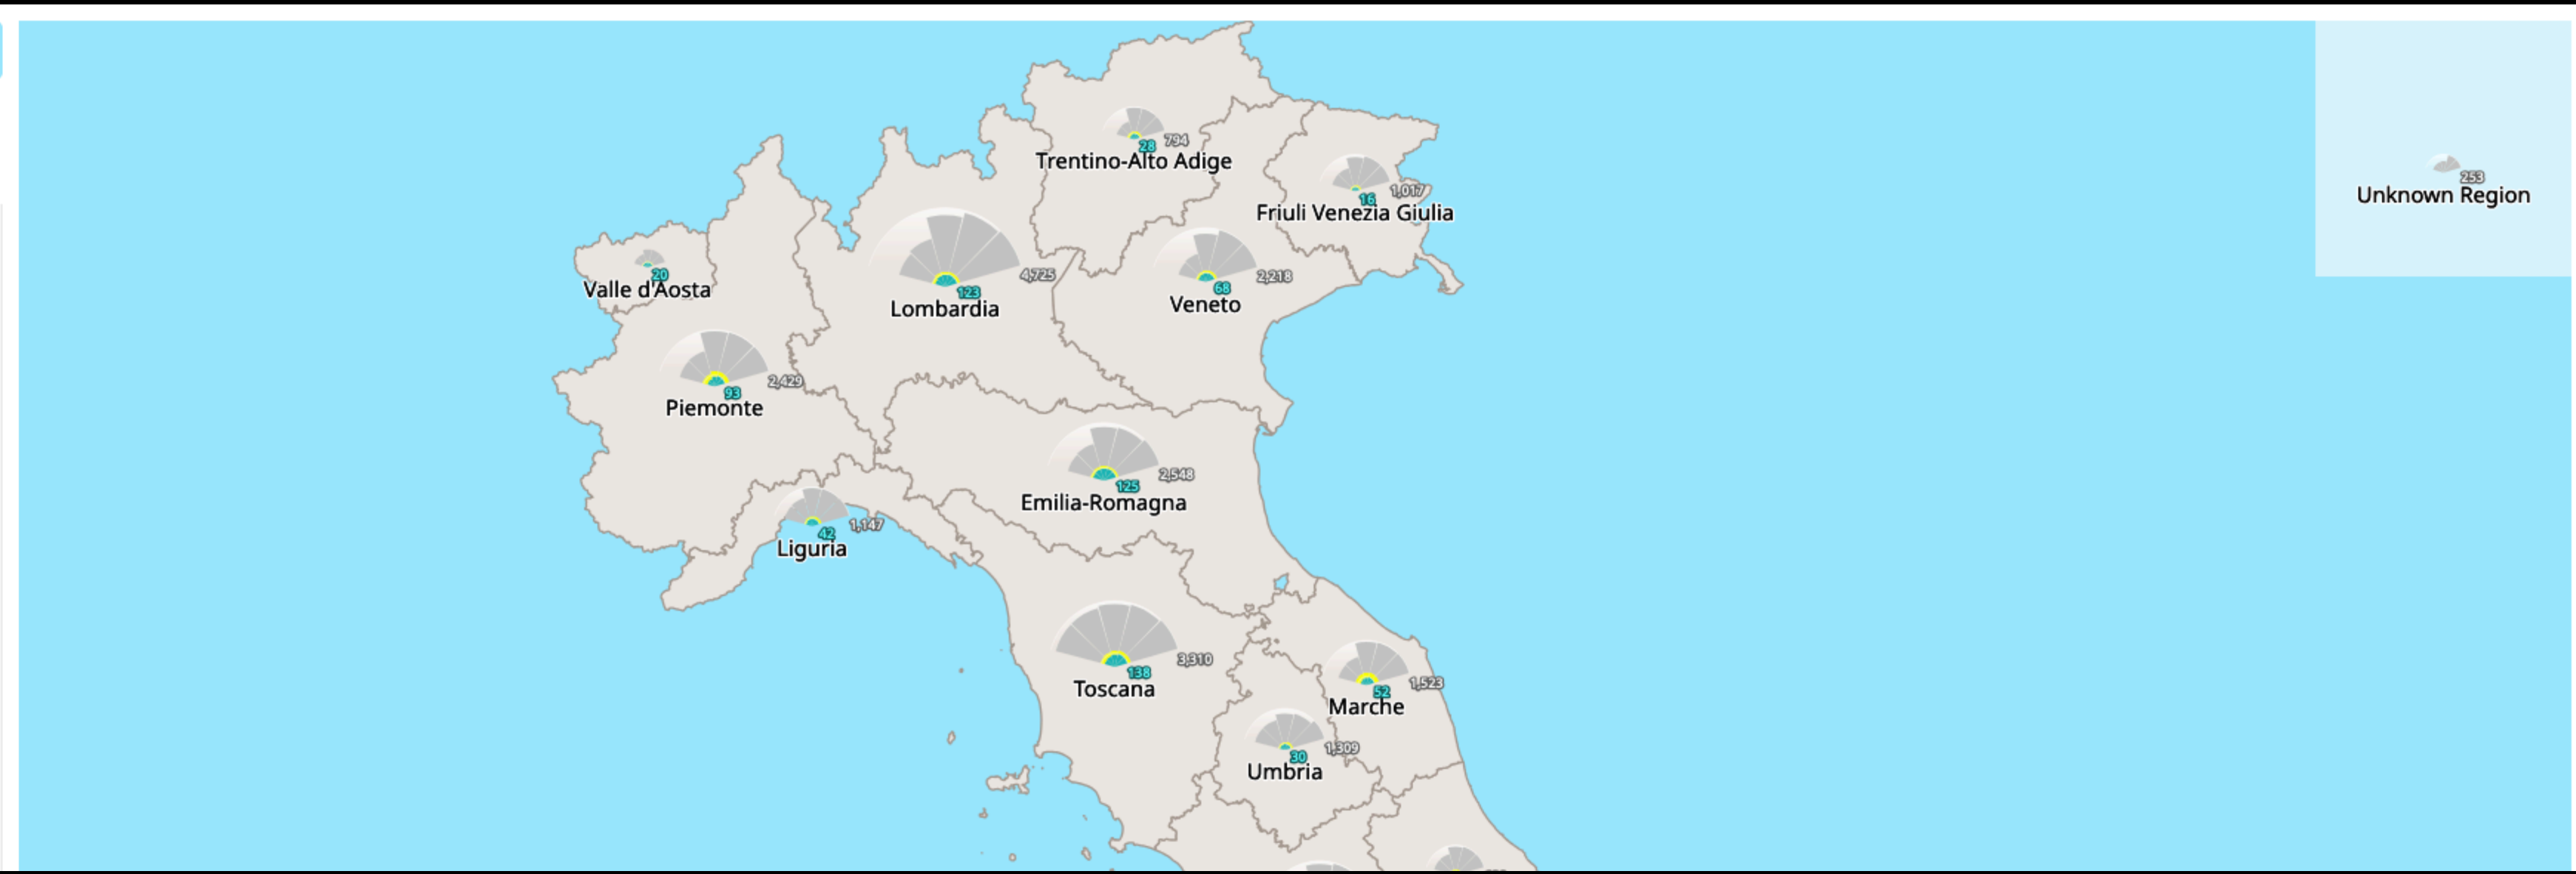 28 794
Trentino-Alto Adige
16 1,017
Friuli Venezia Giulia
253
Unknown Region
20
Valle d'Aosta
123 4,725
Lombardia
68 2,218
Veneto
93 2,429
Piemonte
125 2,548
Emilia-Romagna
42 1,147
Liguria
138 3,310
Toscana
52 1,523
Marche
30 1,309
Umbria